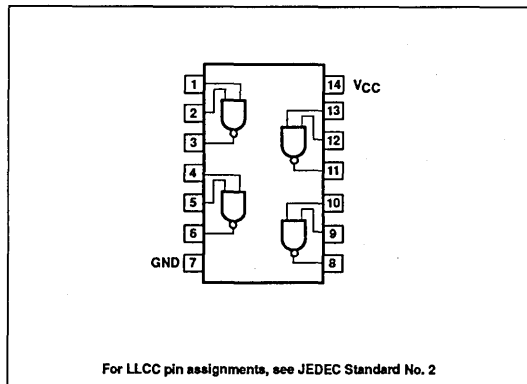 1 14 VCC
2 13
3 12
4 11
5 10
6 9
GND 7 8
For LLCC pin assignments, see JEDEC Standard No. 2